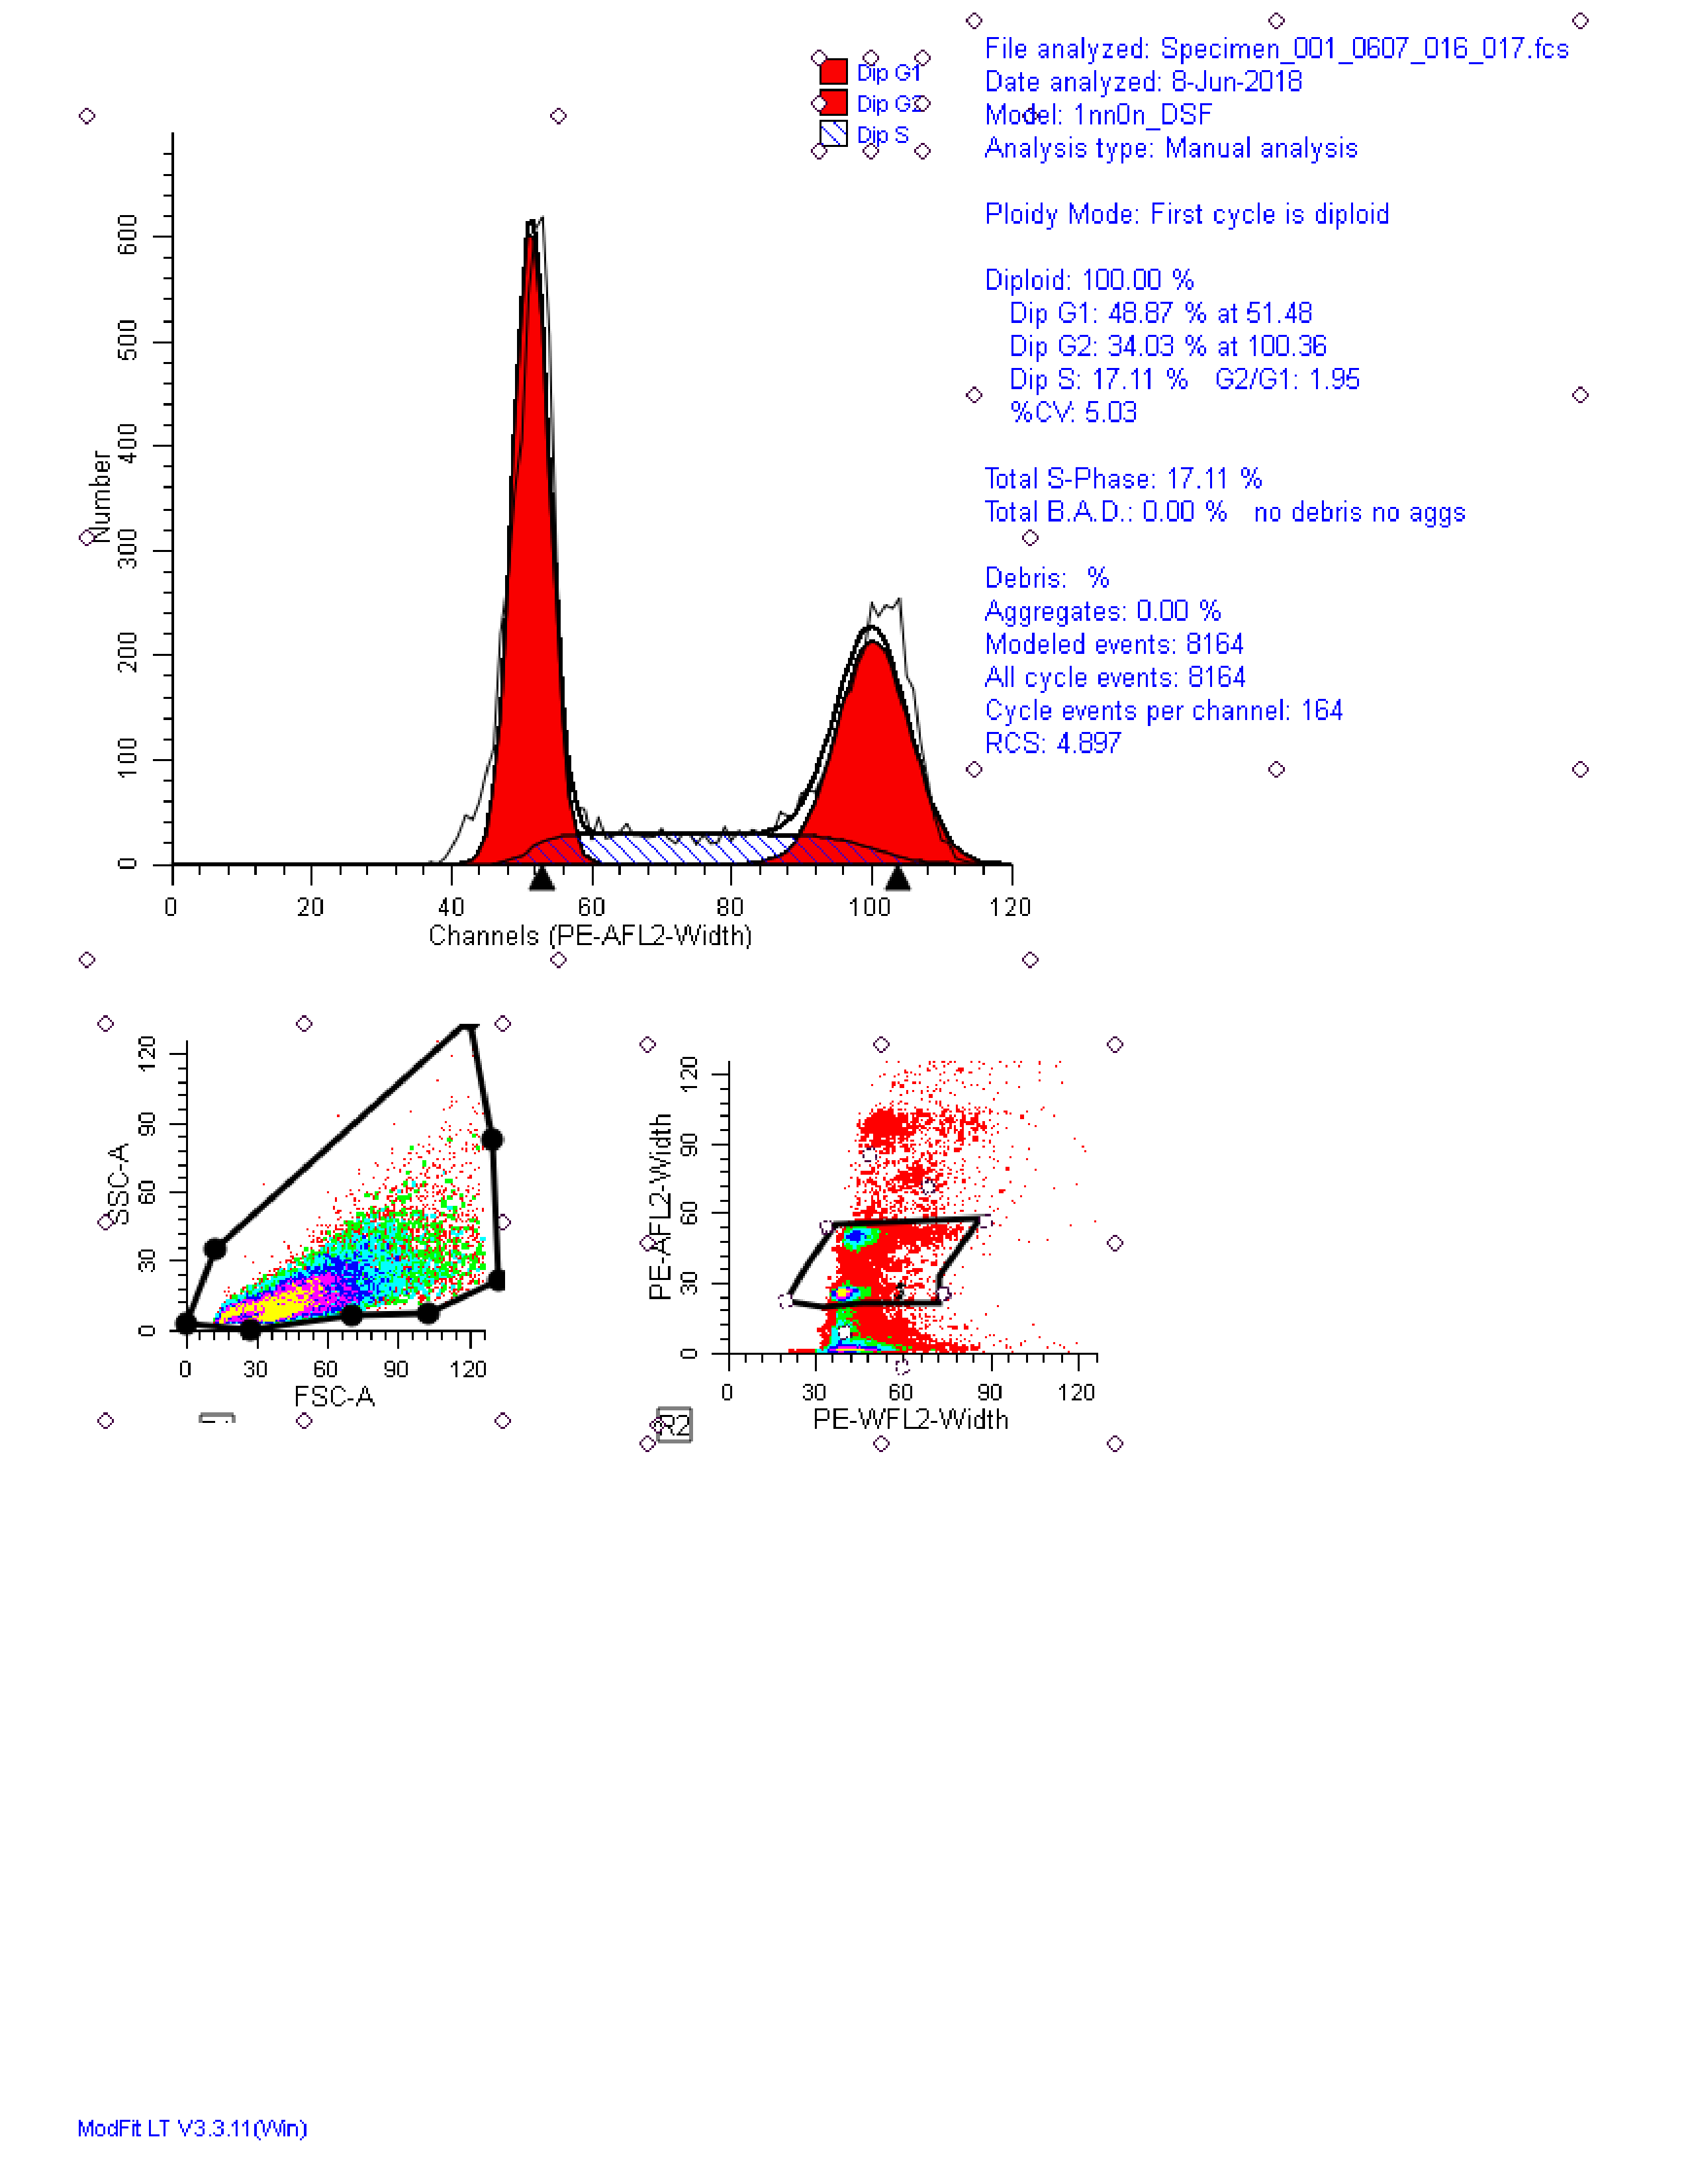 Dip G1
Dip G2
Dip S
File analyzed: Specimen_001_0607_016_017.fcs
Date analyzed: 8-Jun-2018
Model: 1nn0n_DSF
Analysis type: Manual analysis
Ploidy Mode: First cycle is diploid
Diploid: 100.00 %
Dip G1: 48.87 % at 51.48
Dip G2: 34.03 % at 100.36
Dip S: 17.11 % G2/G1: 1.95
%CV: 5.03
Total S-Phase: 17.11 %
Total B.A.D.: 0.00 % no debris no aggs
Debris: %
Aggregates: 0.00 %
Modeled events: 8164
All cycle events: 8164
Cycle events per channel: 164
RCS: 4.897
Number
600
500
400
300
200
100
0
0 20 40 60 80 100 120
Channels (PE-AFL2-Width)
SSC-A
120
90
60
30
0
0 30 60 90 120
FSC-A
PE-AFL2-Width
120
90
60
30
0
0 30 60 90 120
PE-WFL2-Width
R2
ModFit LT V3.3.11(Win)